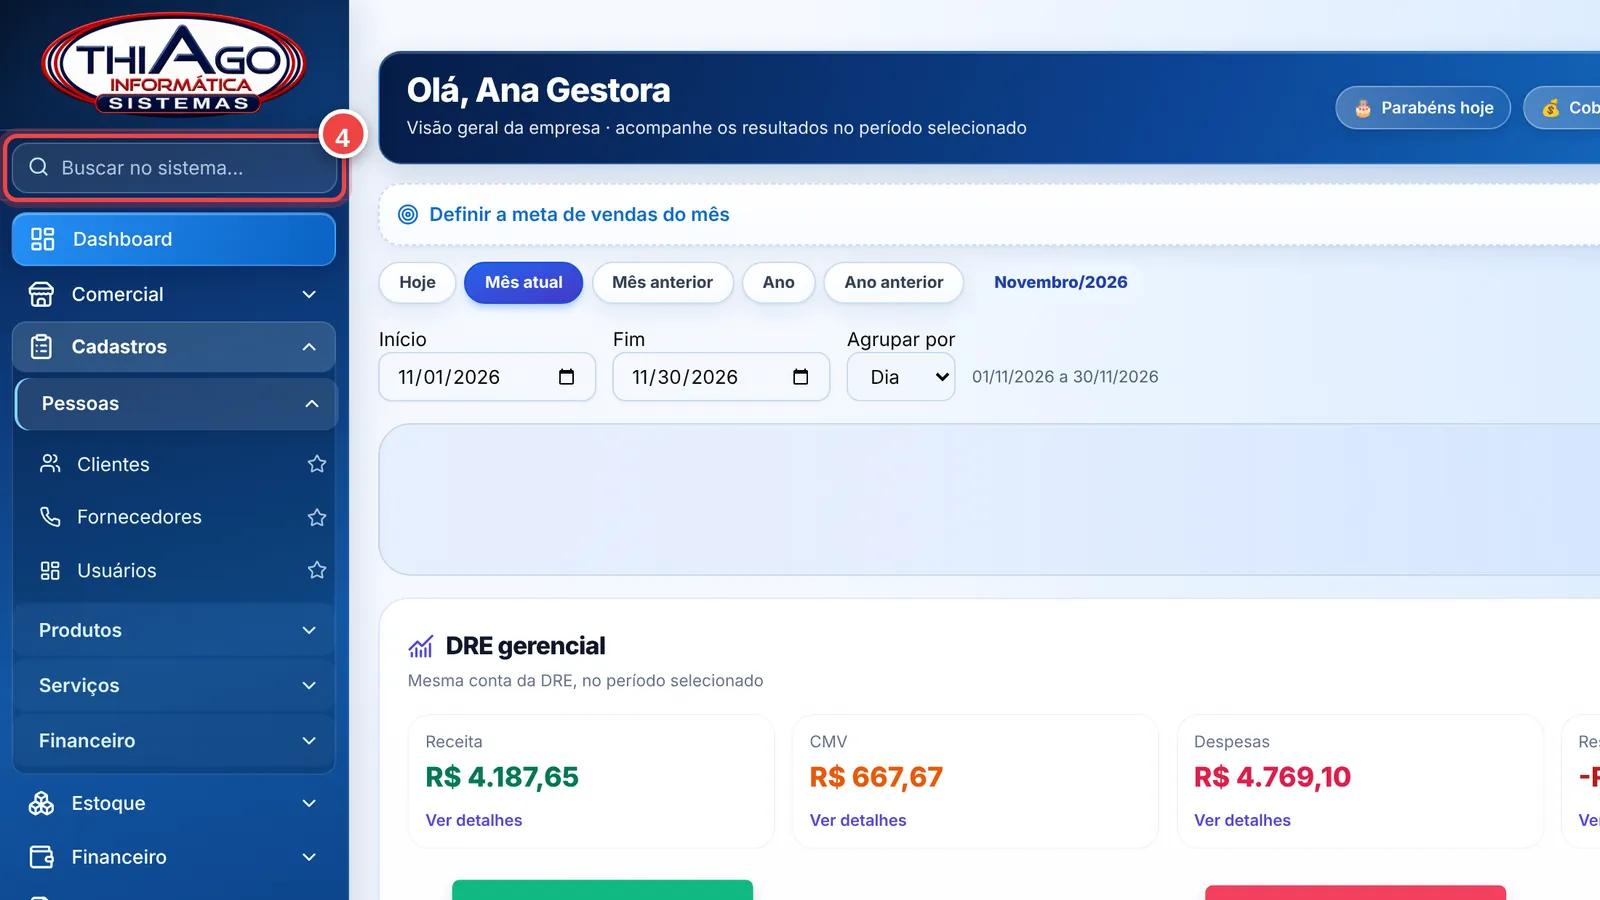 THIAGO
INFORMÁTICA
SISTEMAS
4
Buscar no sistema...
Dashboard
Comercial
Cadastros
Pessoas
Clientes
Fornecedores
Usuários
Produtos
Serviços
Financeiro
Estoque
Financeiro
Olá, Ana Gestora
Visão geral da empresa · acompanhe os resultados no período selecionado
Parabéns hoje
Cob
Definir a meta de vendas do mês
Hoje
Mês atual
Mês anterior
Ano
Ano anterior
Novembro/2026
Início
Fim
Agrupar por
11/01/2026
11/30/2026
Dia
01/11/2026 a 30/11/2026
DRE gerencial
Mesma conta da DRE, no período selecionado
Receita
R$ 4.187,65
Ver detalhes
CMV
R$ 667,67
Ver detalhes
Despesas
R$ 4.769,10
Ver detalhes